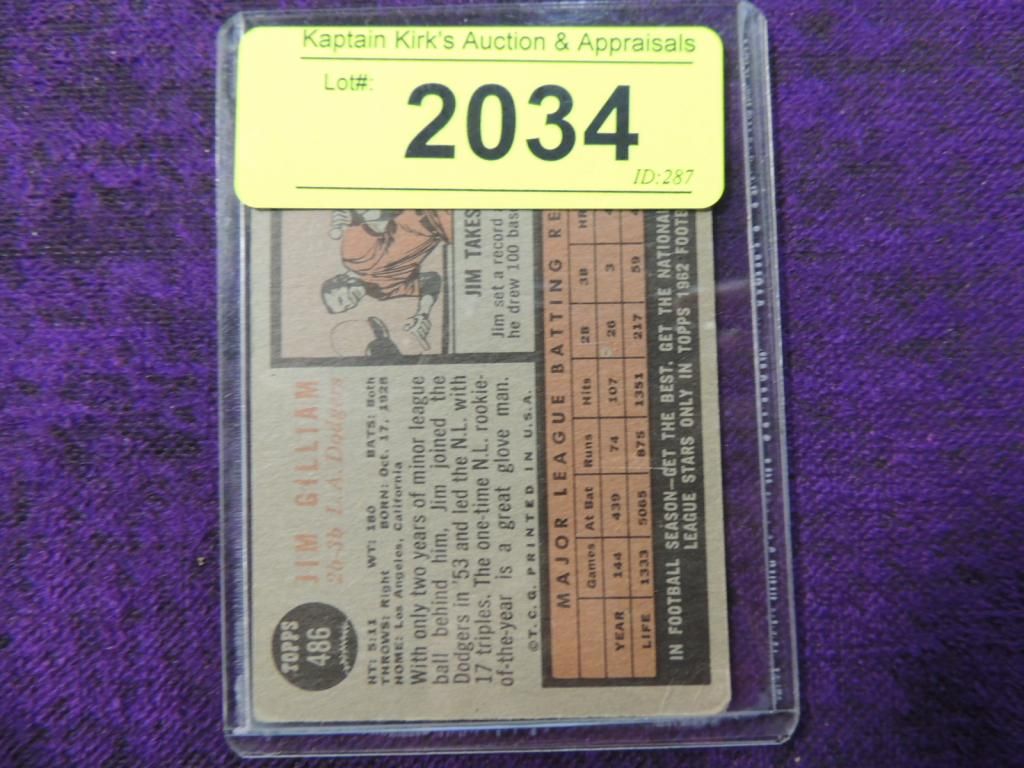 Kaptain Kirk's Auction & Appraisals
Lot#:
2034
ID:287
TOPPS
486
JIM GILLIAM
2b-3b L.A. Dodgers
HT: 5:11 WT: 180 BATS: Both
THROWS: Right BORN: Oct. 17, 1928
HOME: Los Angeles, California
With only two years of minor league
ball behind him, Jim joined the
Dodgers in '53 and led the N.L. with
17 triples. The one-time N.L. rookie-
of-the-year is a great glove man.
©T.C.G. PRINTED IN U.S.A.
JIM TAKES
Jim set a record
he drew 100 bas
MAJOR LEAGUE BATTING RE
Games At Bat Runs Hits 2B 3B HR
YEAR 144 439 74 107 26 3 4
LIFE 1333 5065 875 1351 217 59
IN FOOTBALL SEASON—GET THE BEST. GET THE NATIONA
LEAGUE STARS ONLY IN TOPPS 1962 FOOTB